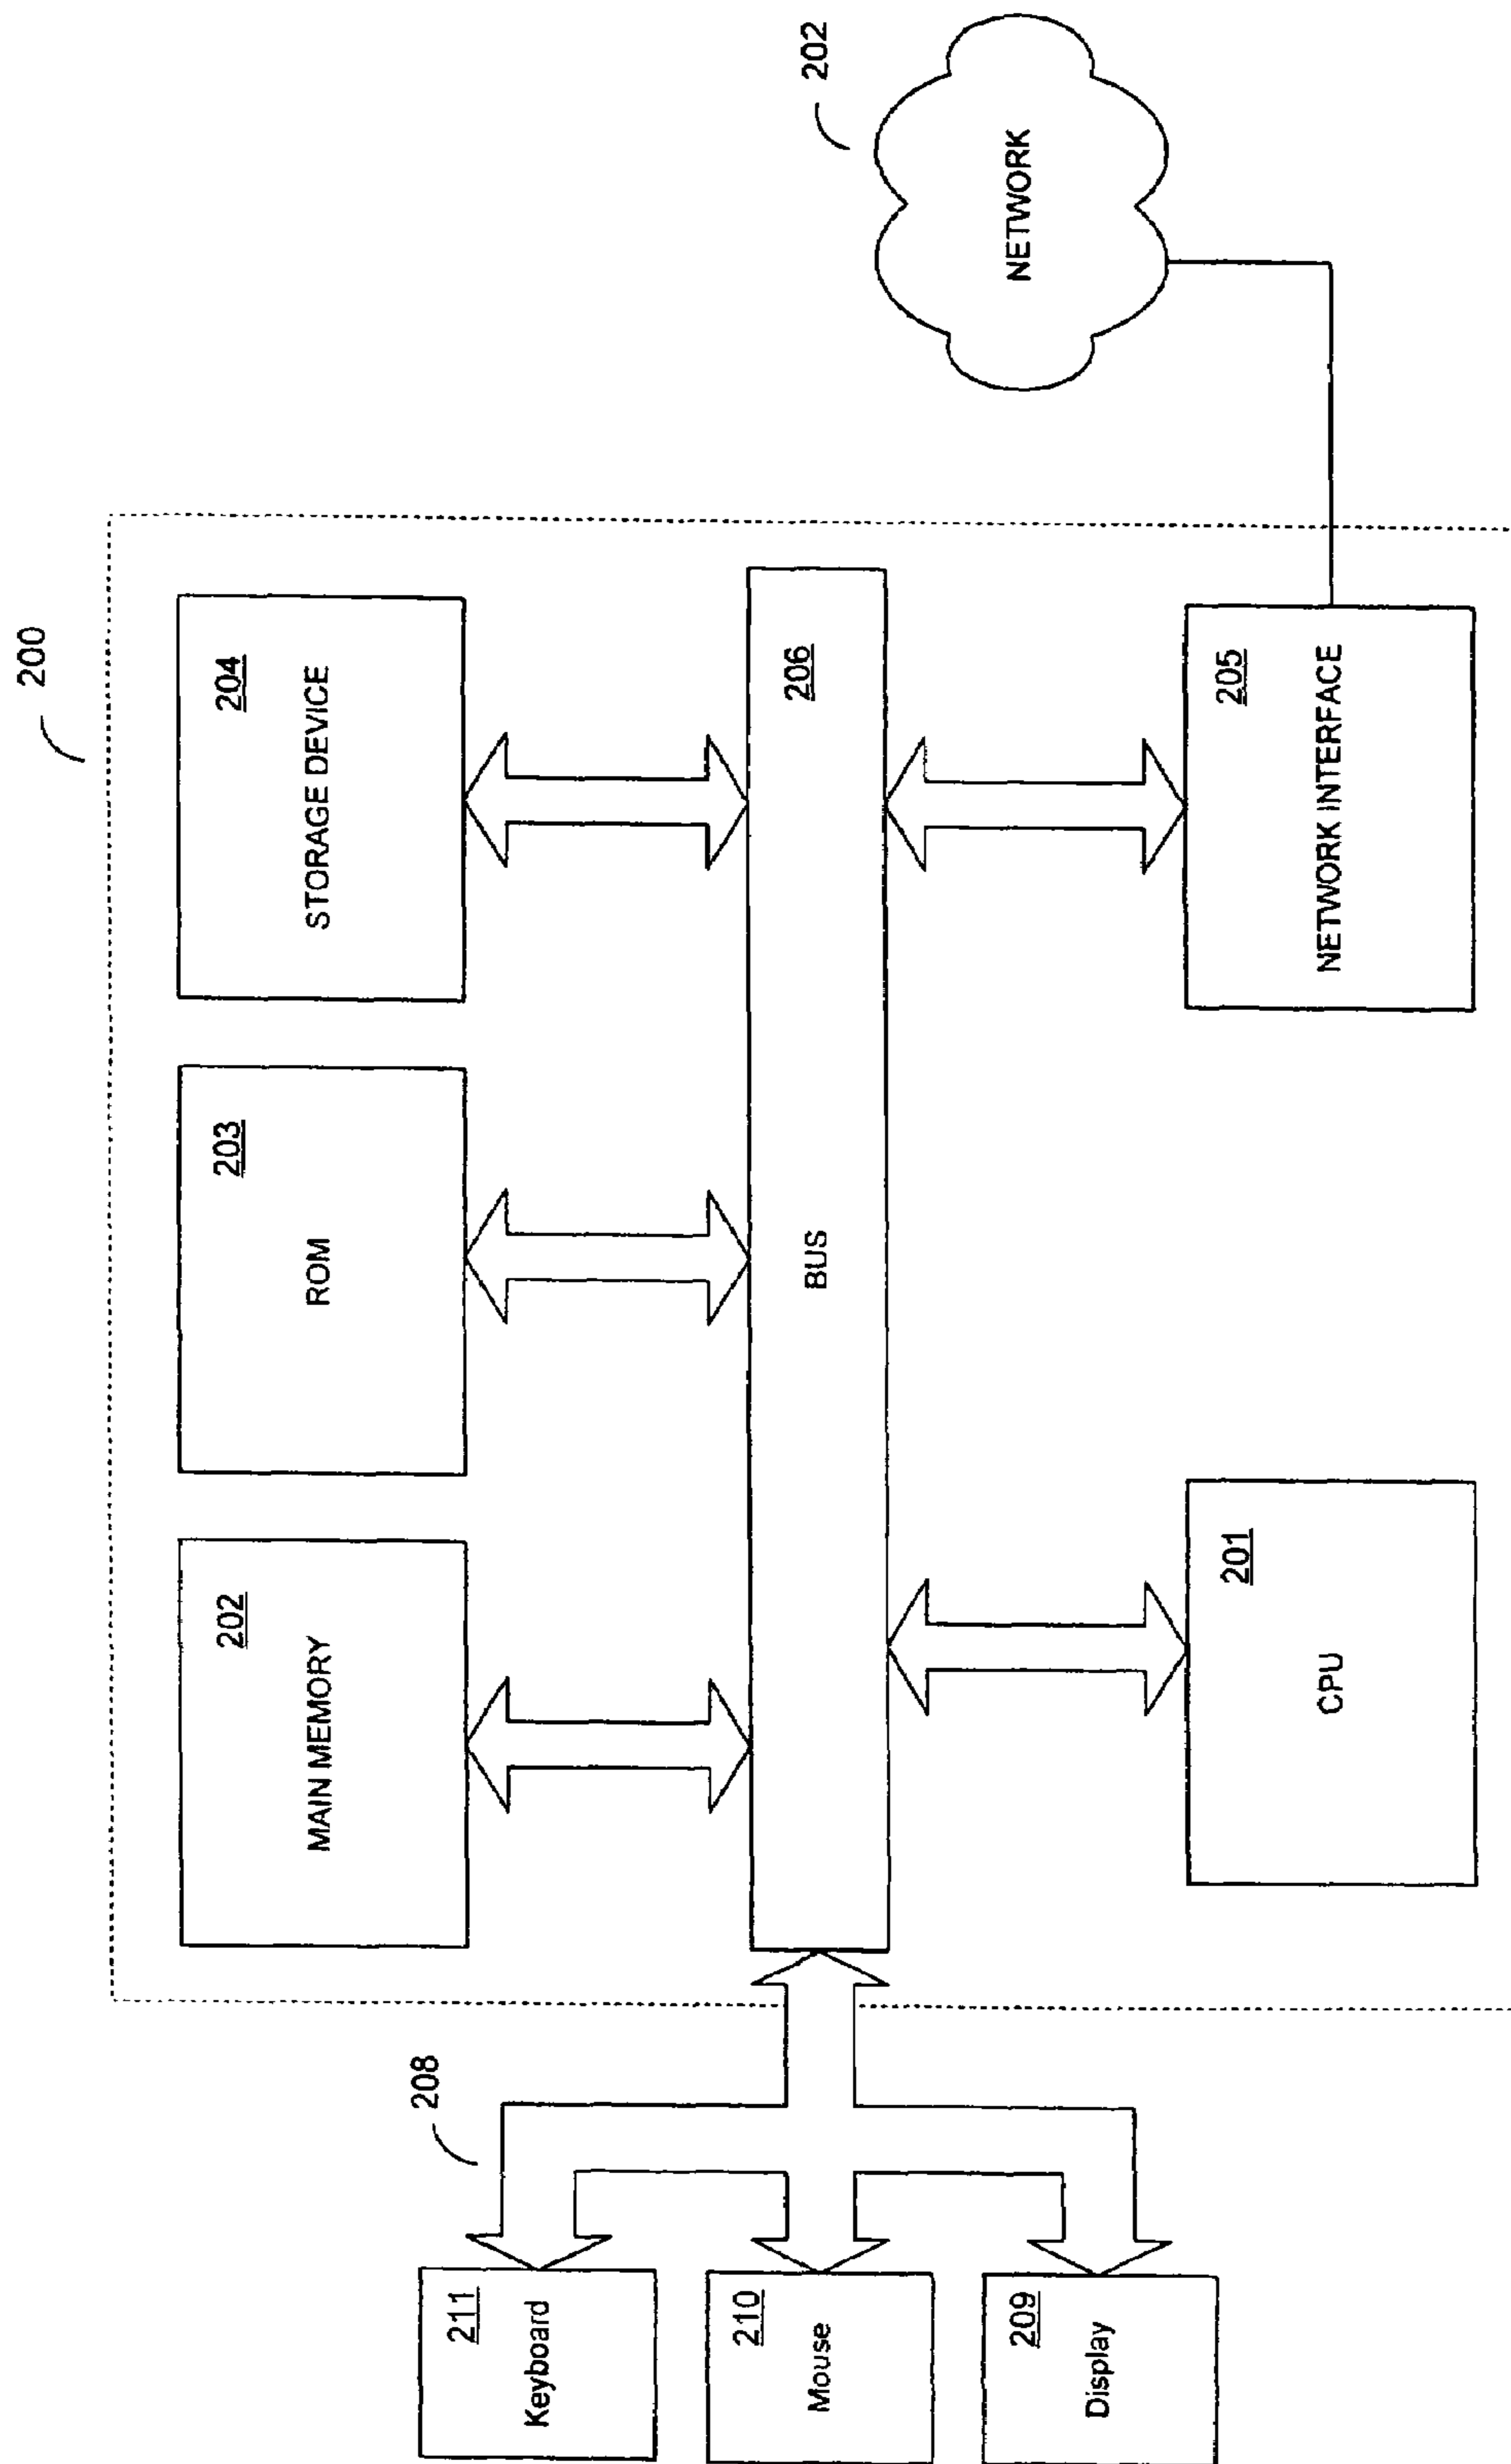 200
202
MAIN MEMORY
203
ROM
204
STORAGE DEVICE
208
211
Keyboard
210
Mouse
209
Display
206
BUS
202
NETWORK
201
CPU
205
NETWORK INTERFACE